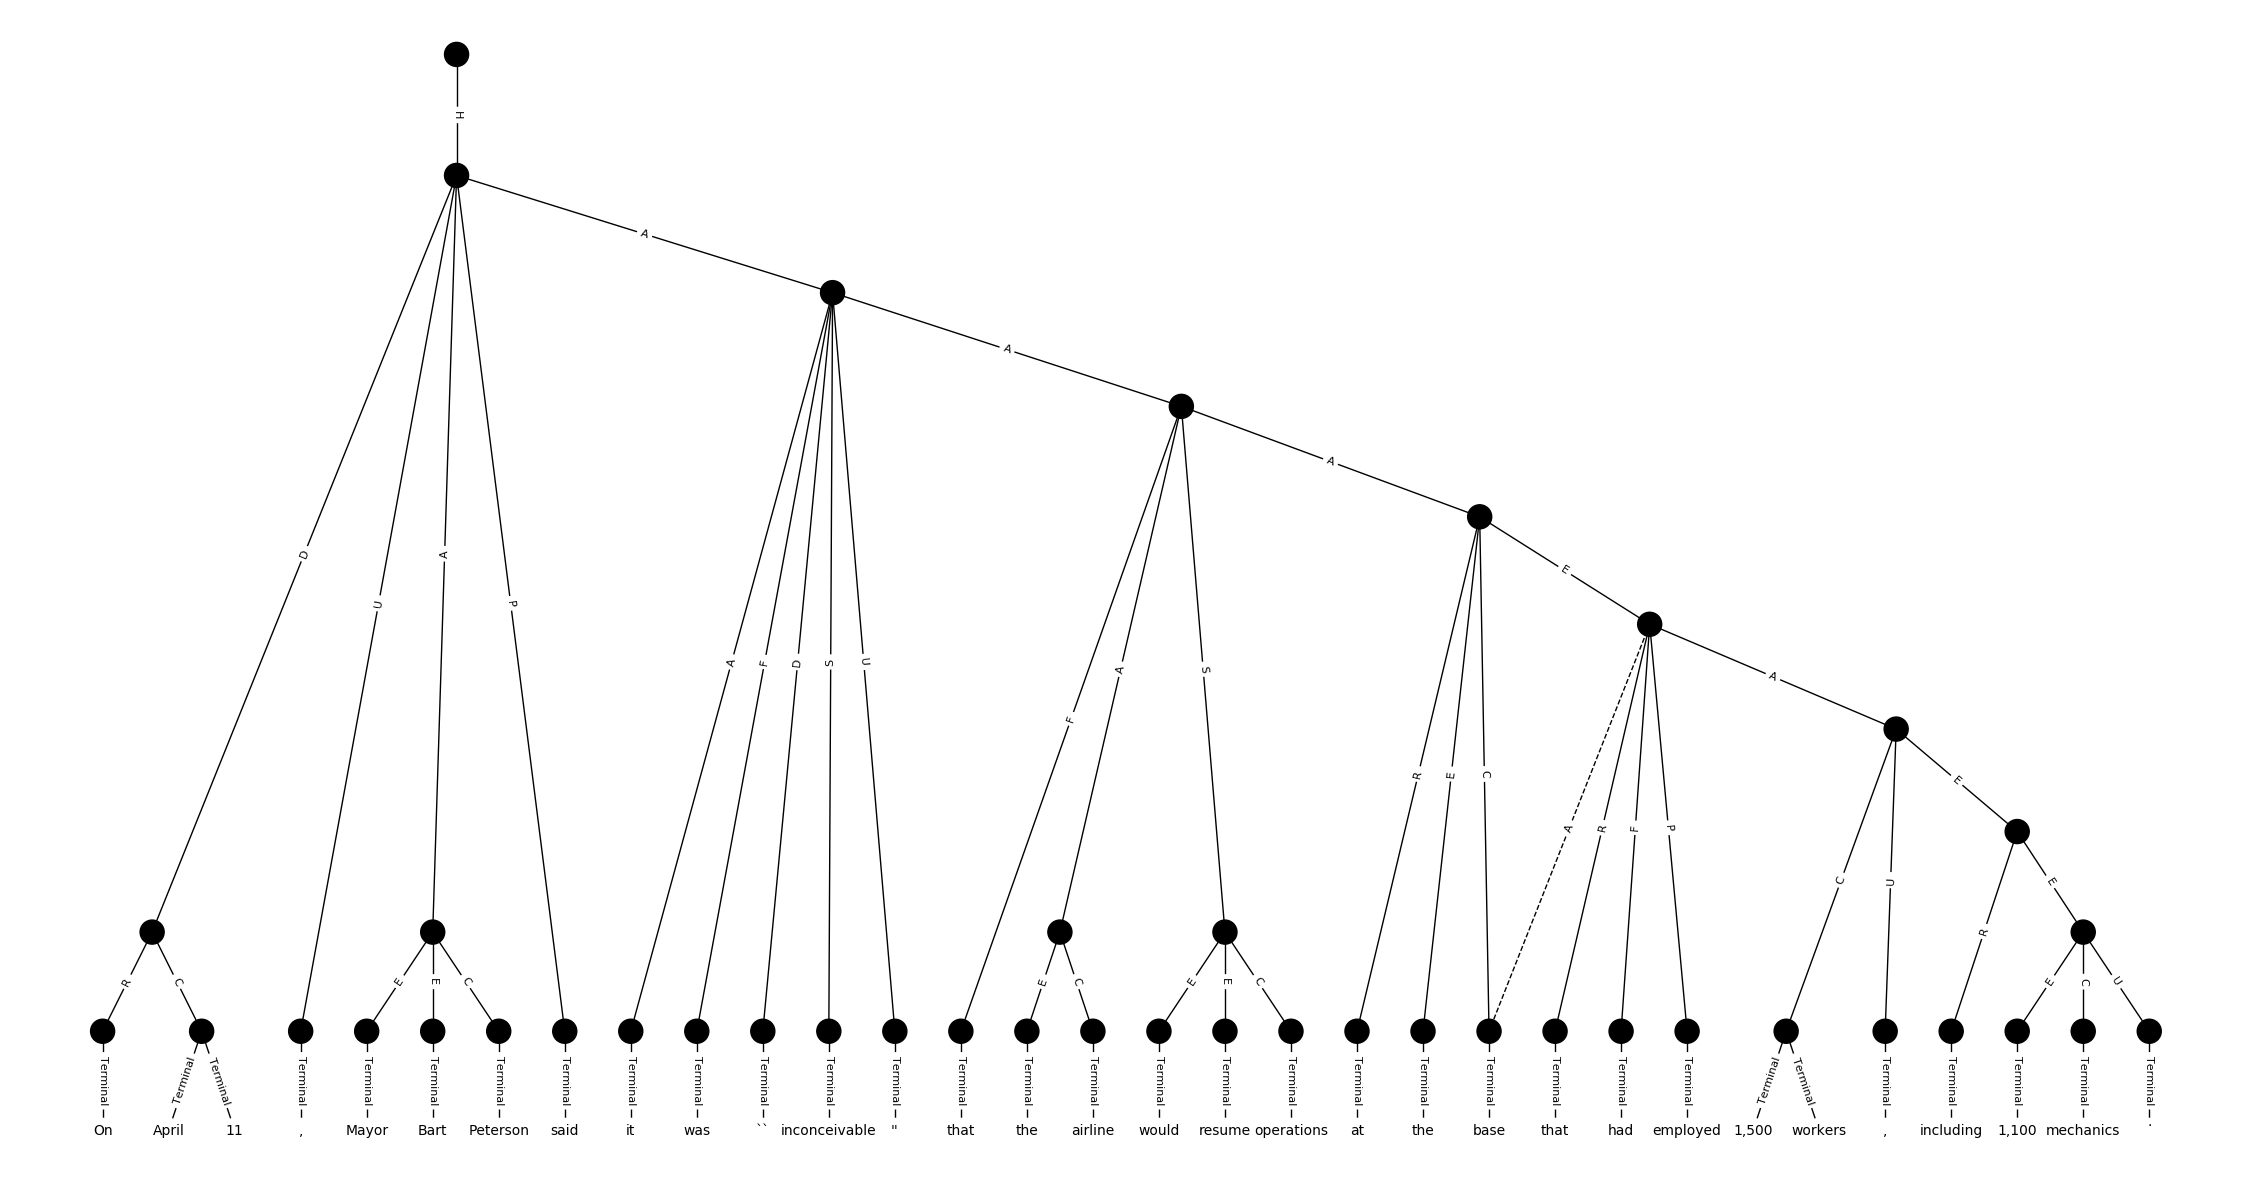 H
A
A
A
D
A
U
P
E
A
F
D
S
U
A
A
S
F
R
E
C
E
A
R
F
P
C
U
R
E
R
C
E
E
C
E
C
E
E
C
E
C
U
Terminal Terminal Terminal Terminal Terminal Terminal Terminal Terminal Terminal Terminal Terminal Terminal Terminal Terminal Terminal Terminal Terminal Terminal Terminal Terminal Terminal Terminal Terminal Terminal Terminal Terminal Terminal Terminal Terminal Terminal Terminal Terminal
On April 11 , Mayor Bart Peterson said it was `` inconceivable " that the airline would resume operations at the base that had employed 1,500 workers , including 1,100 mechanics .